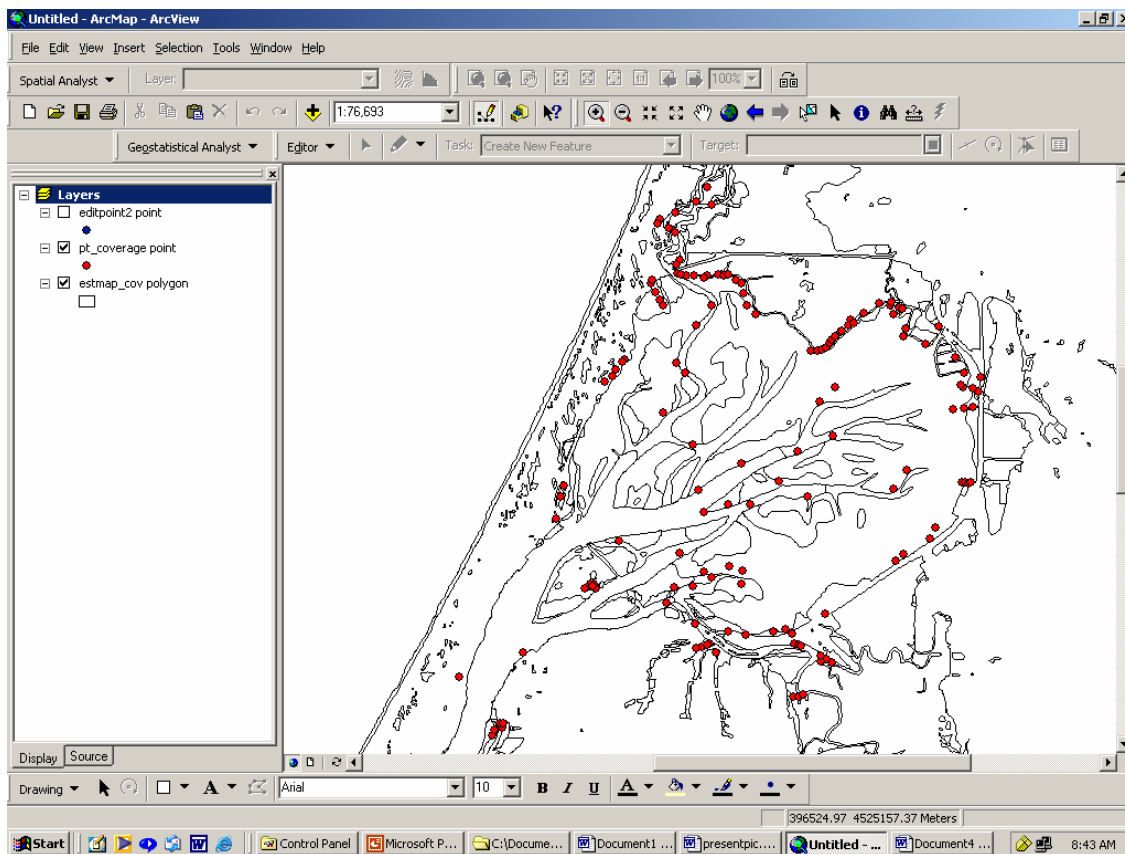 Untitled - ArcMap - ArcView
File Edit View Insert Selection Tools Window Help
Spatial Analyst Layer: 100%
1:76,693
Geostatistical Analyst Editor Task: Create New Feature Target:
Layers
editpoint2 point
pt_coverage point
estmap_cov polygon
Display Source
Drawing A Arial 10 B I U A
396524.97 4525157.37 Meters
Start Control Panel Microsoft P... C:\Docume... Document1 ... presentpic.... Untitled - ... Document4 ... 8:43 AM